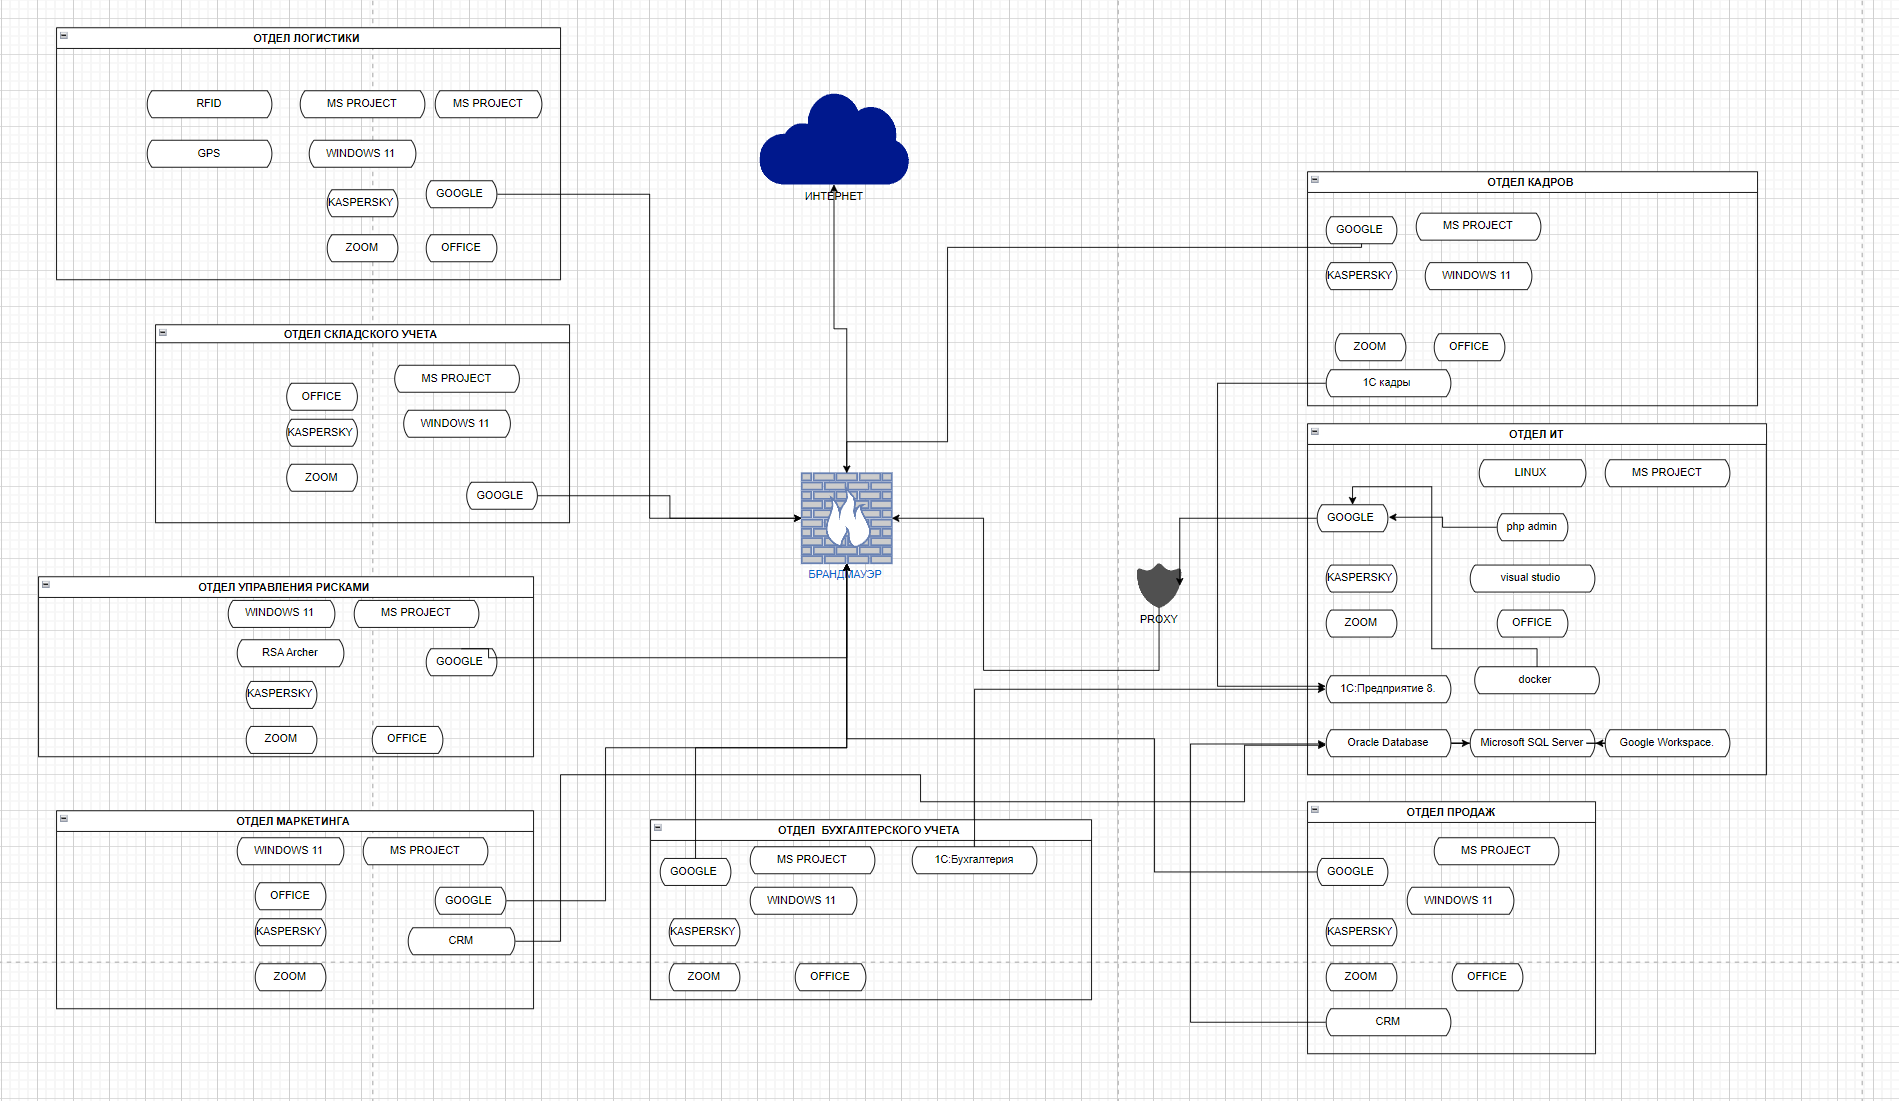 ОТДЕЛ ЛОГИСТИКИ
RFID
MS PROJECT
MS PROJECT
GPS
WINDOWS 11
KASPERSKY
GOOGLE
ZOOM
OFFICE
ИНТЕРНЕТ
ОТДЕЛ КАДРОВ
GOOGLE
MS PROJECT
KASPERSKY
WINDOWS 11
ZOOM
OFFICE
1С кадры
ОТДЕЛ СКЛАДСКОГО УЧЕТА
MS PROJECT
OFFICE
WINDOWS 11
KASPERSKY
ZOOM
GOOGLE
БРАНДМАУЭР
PROXY
ОТДЕЛ ИТ
LINUX
MS PROJECT
GOOGLE
php admin
KASPERSKY
visual studio
ZOOM
OFFICE
docker
1С:Предприятие 8.
Oracle Database
Microsoft SQL Server
Google Workspace.
ОТДЕЛ УПРАВЛЕНИЯ РИСКАМИ
WINDOWS 11
MS PROJECT
RSA Archer
GOOGLE
KASPERSKY
ZOOM
OFFICE
ОТДЕЛ МАРКЕТИНГА
WINDOWS 11
MS PROJECT
OFFICE
GOOGLE
KASPERSKY
CRM
ZOOM
ОТДЕЛ БУХГАЛТЕРСКОГО УЧЕТА
GOOGLE
MS PROJECT
1С:Бухгалтерия
WINDOWS 11
KASPERSKY
ZOOM
OFFICE
ОТДЕЛ ПРОДАЖ
MS PROJECT
GOOGLE
WINDOWS 11
KASPERSKY
ZOOM
OFFICE
CRM